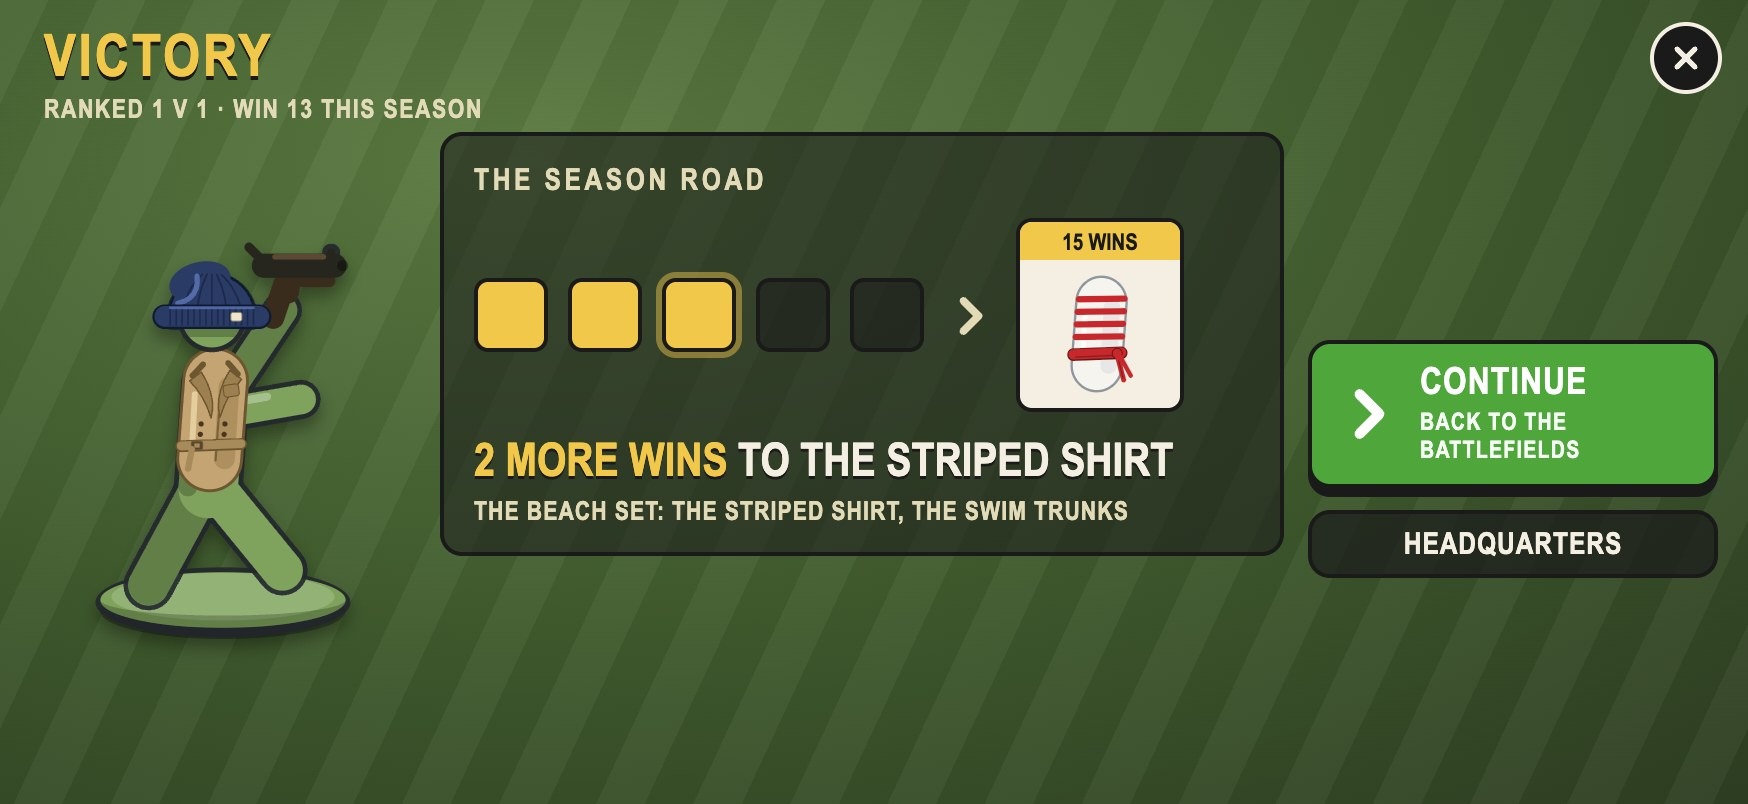 VICTORY
RANKED 1 V 1 · WIN 13 THIS SEASON
THE SEASON ROAD
15 WINS
2 MORE WINS TO THE STRIPED SHIRT
THE BEACH SET: THE STRIPED SHIRT, THE SWIM TRUNKS
CONTINUE
BACK TO THE
BATTLEFIELDS
HEADQUARTERS